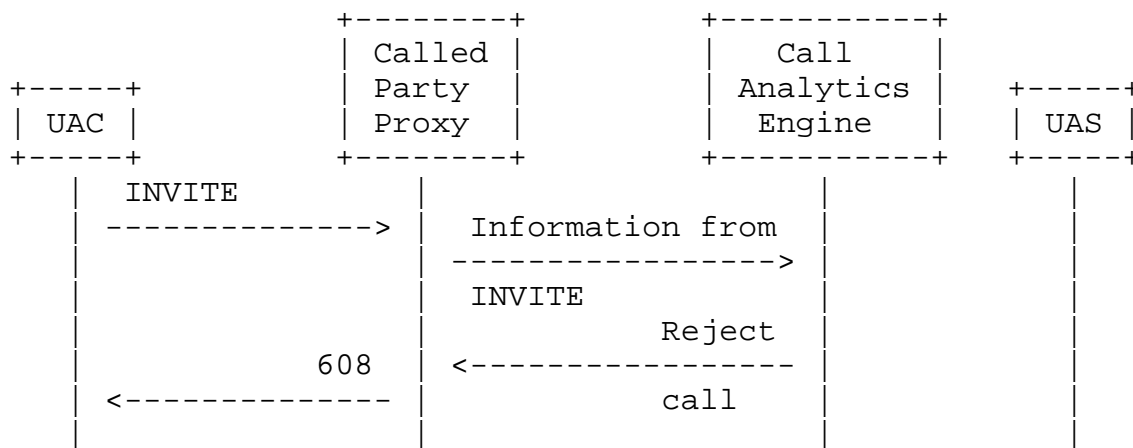 Called Call
Party Analytics
UAC Proxy Engine UAS
INVITE
Information from
INVITE
Reject
608
call